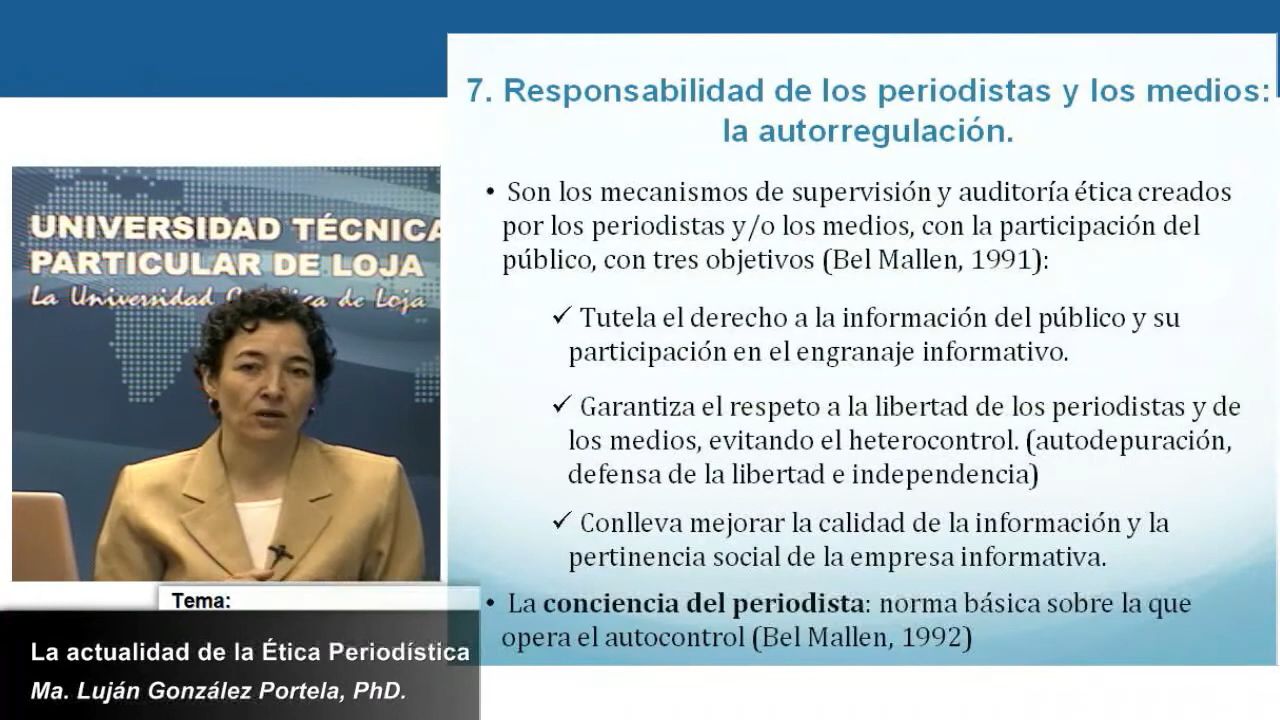 7. Responsabilidad de los periodistas y los medios:
la autorregulación.
• Son los mecanismos de supervisión y auditoría ética creados
por los periodistas y/o los medios, con la participación del
público, con tres objetivos (Bel Mallen, 1991):
✓ Tutela el derecho a la información del público y su
participación en el engranaje informativo.
✓ Garantiza el respeto a la libertad de los periodistas y de
los medios, evitando el heterocontrol. (autodepuración,
defensa de la libertad e independencia)
✓ Conlleva mejorar la calidad de la información y la
pertinencia social de la empresa informativa.
• La conciencia del periodista: norma básica sobre la que
opera el autocontrol (Bel Mallen, 1992)
UNIVERSIDAD TÉCNICA
PARTICULAR DE LOJA
La Universidad Católica de Loja
Tema:
La actualidad de la Ética Periodística
Ma. Luján González Portela, PhD.